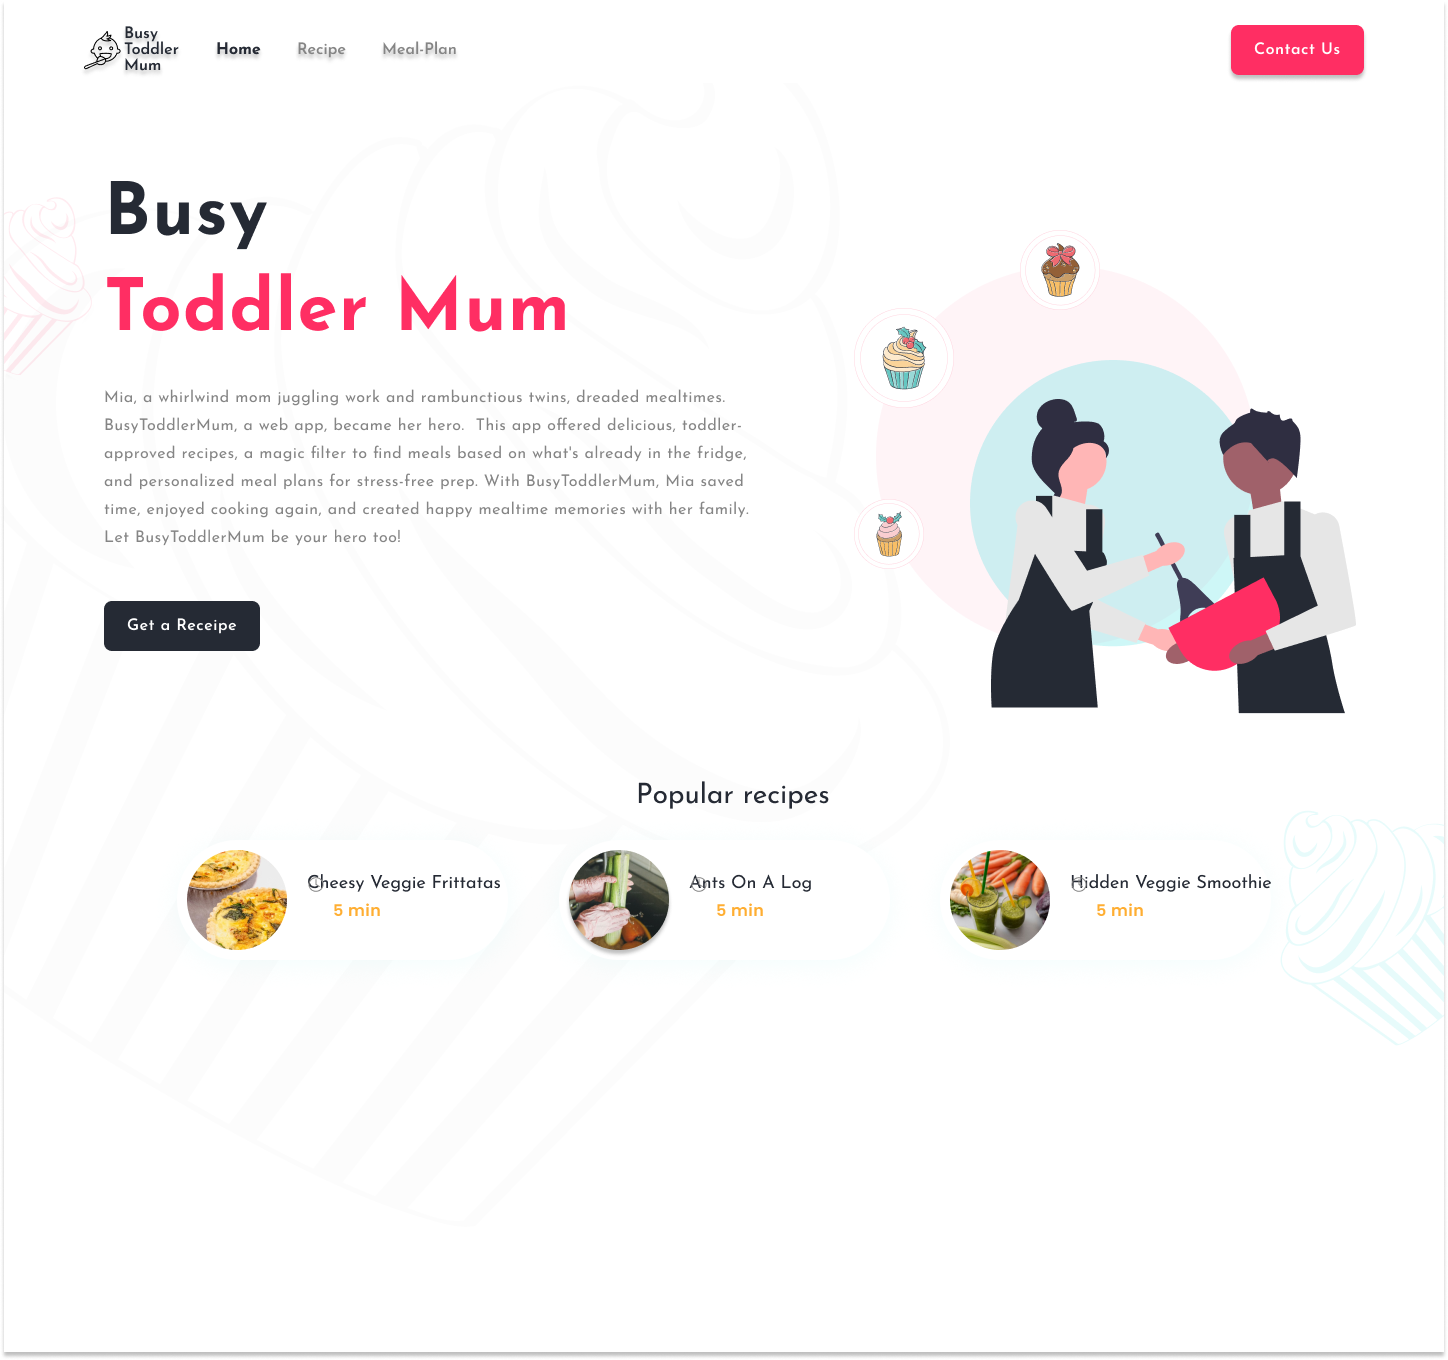 Busy
Toddler
Mum
Home
Recipe
Meal-Plan
Contact Us
Busy
Toddler Mum
Mia, a whirlwind mom juggling work and rambunctious twins, dreaded mealtimes.
BusyToddlerMum, a web app, became her hero.  This app offered delicious, toddler-
approved recipes, a magic filter to find meals based on what's already in the fridge,
and personalized meal plans for stress-free prep. With BusyToddlerMum, Mia saved
time, enjoyed cooking again, and created happy mealtime memories with her family.
Let BusyToddlerMum be your hero too!
Get a Receipe
Popular recipes
Cheesy Veggie Frittatas
5 min
Ants On A Log
5 min
Hidden Veggie Smoothie
5 min